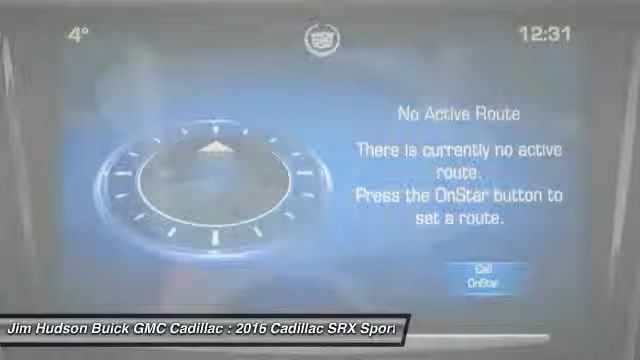 4° 12:31
No Active Route
There is currently no active
route.
Press the OnStar button to
set a route.
Call
OnStar
Jim Hudson Buick GMC Cadillac : 2016 Cadillac SRX Spor